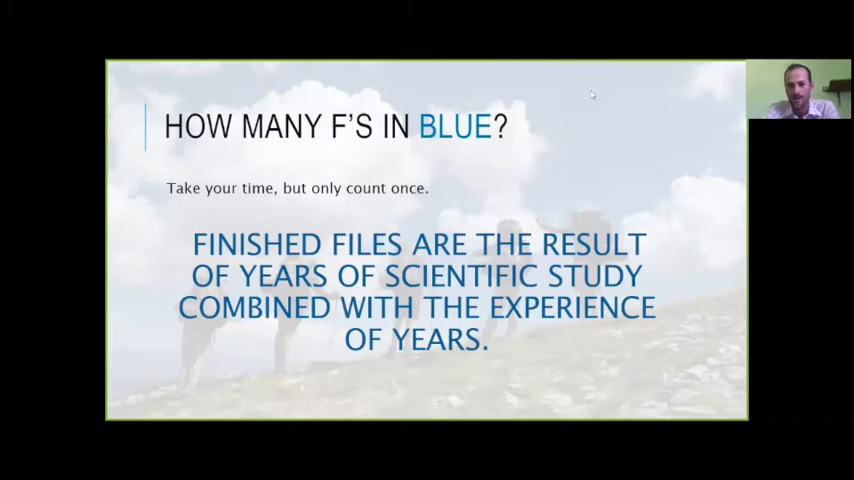 HOW MANY F'S IN BLUE?
Take your time, but only count once.
FINISHED FILES ARE THE RESULT
OF YEARS OF SCIENTIFIC STUDY
COMBINED WITH THE EXPERIENCE
OF YEARS.